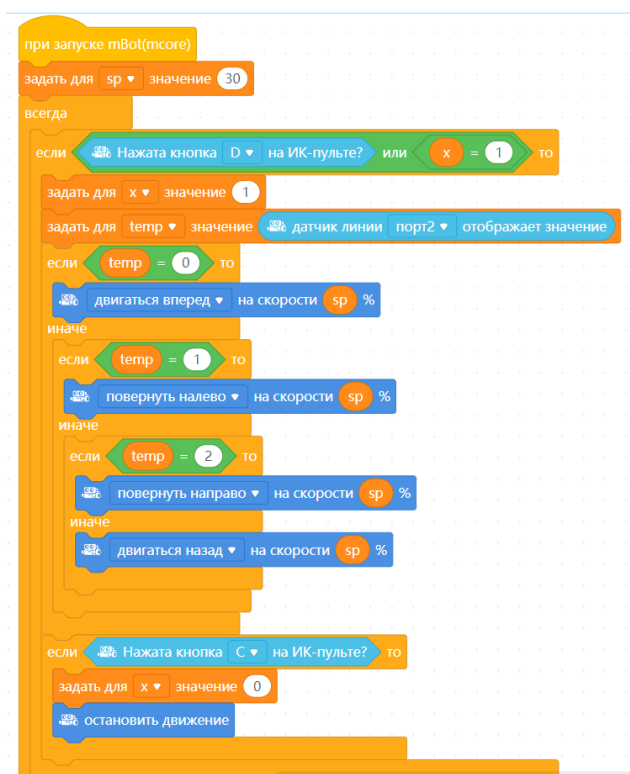 при запуске mBot(mcore)
задать для sp значение 30
всегда
если Нажата кнопка D на ИК-пульте? или x = 1 то
задать для x значение 1
задать для temp значение датчик линии порт2 отображает значение
если temp = 0 то
двигаться вперед на скорости sp %
иначе
если temp = 1 то
повернуть налево на скорости sp %
иначе
если temp = 2 то
повернуть направо на скорости sp %
иначе
двигаться назад на скорости sp %
если Нажата кнопка C на ИК-пульте? то
задать для x значение 0
остановить движение